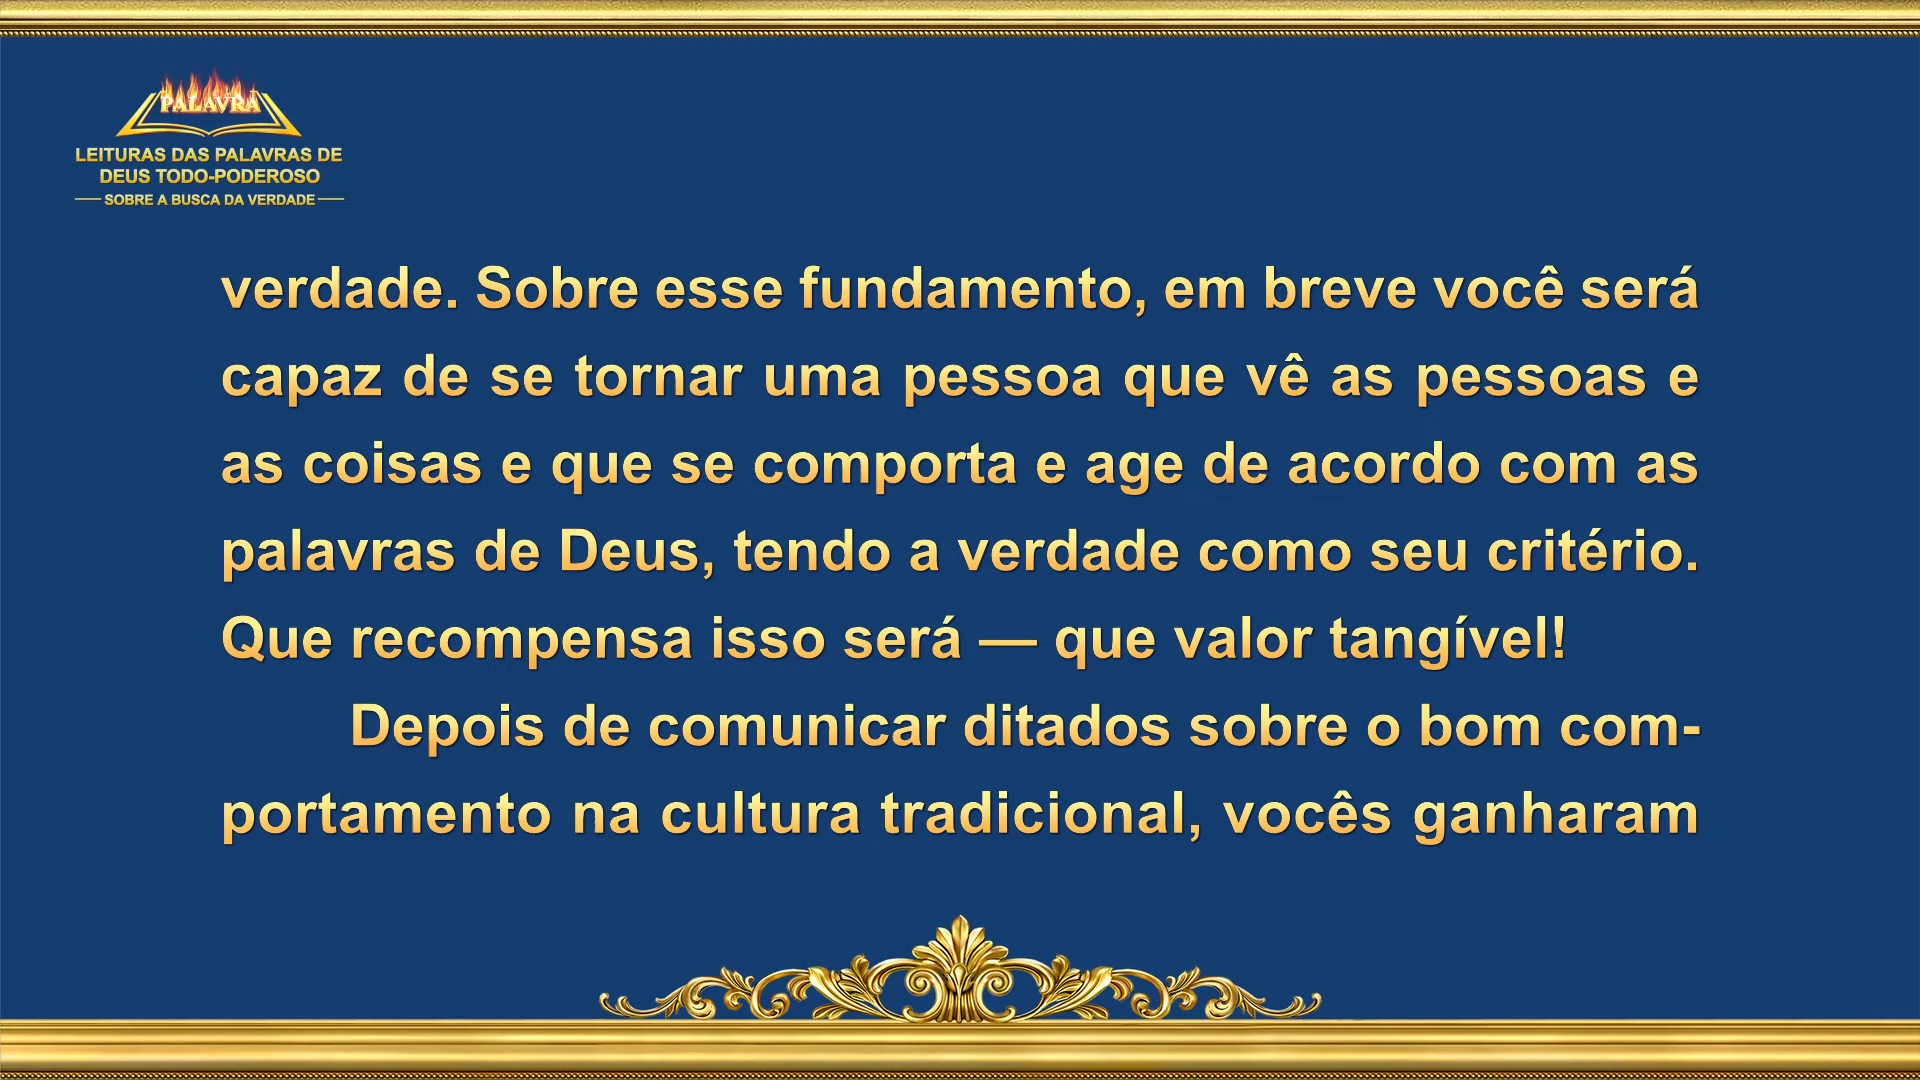 PALAVRA
LEITURAS DAS PALAVRAS DE
DEUS TODO-PODEROSO
SOBRE A BUSCA DA VERDADE
verdade. Sobre esse fundamento, em breve você será
capaz de se tornar uma pessoa que vê as pessoas e
as coisas e que se comporta e age de acordo com as
palavras de Deus, tendo a verdade como seu critério.
Que recompensa isso será — que valor tangível!
Depois de comunicar ditados sobre o bom com-
portamento na cultura tradicional, vocês ganharam